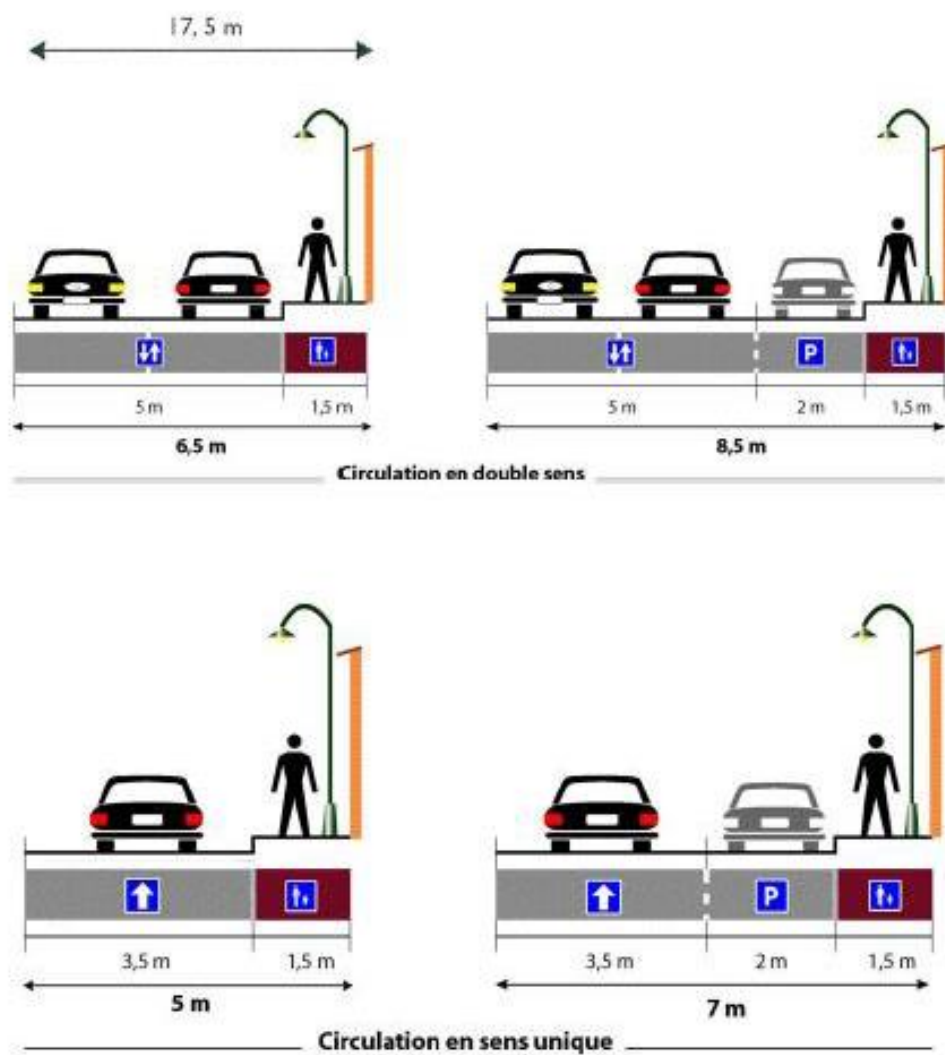 17, 5 m
5 m 1,5 m
6,5 m
P
5 m 2 m 1,5 m
8,5 m
Circulation en double sens
3,5 m 1,5 m
5 m
P
3,5 m 2 m 1,5 m
7 m
Circulation en sens unique